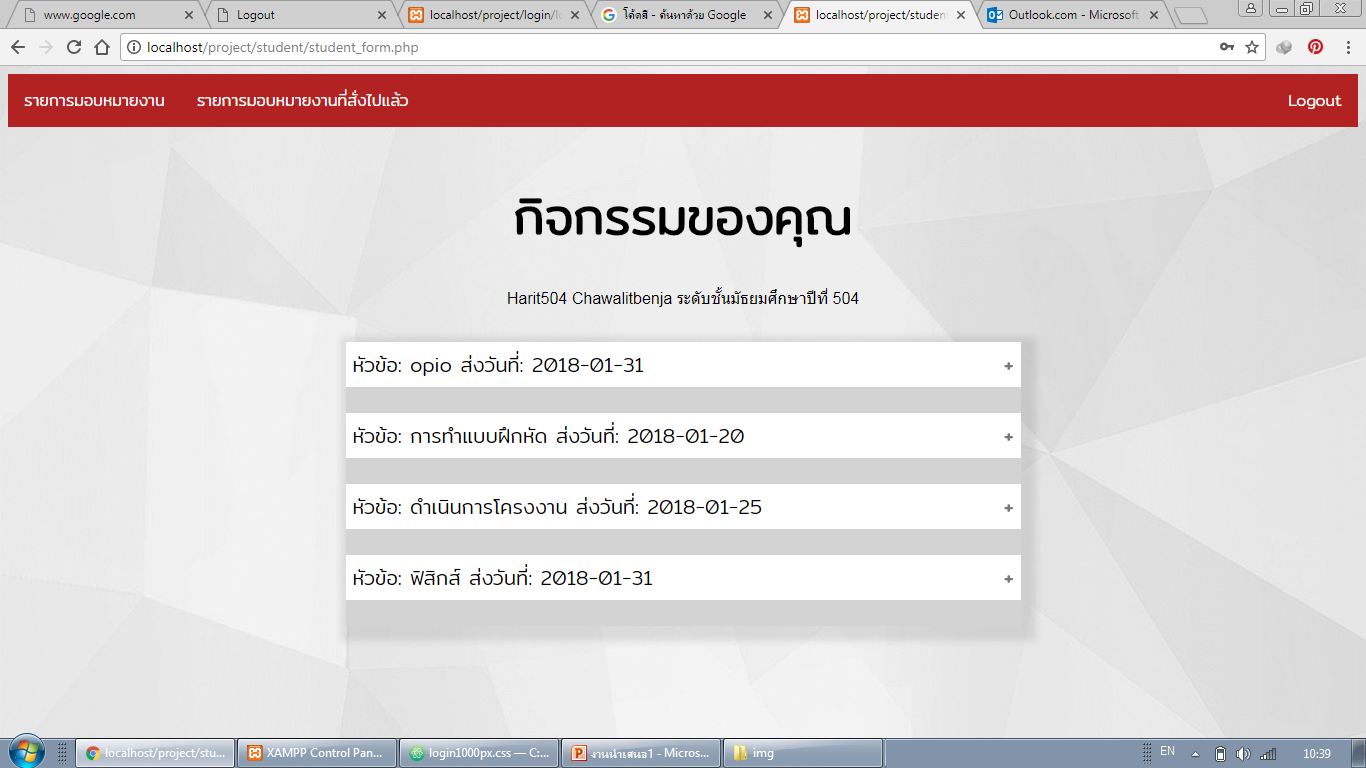 www.google.com
Logout
localhost/project/login/l
โค้ดสี - ค้นหาด้วย Google
localhost/project/studen
Outlook.com - Microsoft
localhost/project/student/student_form.php
รายการมอบหมายงาน
รายการมอบหมายงานที่สั่งไปแล้ว
Logout
กิจกรรมของคุณ
Harit504 Chawalitbenja ระดับชั้นมัธยมศึกษาปีที่ 504
หัวข้อ: opio ส่งวันที่: 2018-01-31 +
หัวข้อ: การทำแบบฝึกหัด ส่งวันที่: 2018-01-20 +
หัวข้อ: ดำเนินการโครงงาน ส่งวันที่: 2018-01-25 +
หัวข้อ: ฟิสิกส์ ส่งวันที่: 2018-01-31 +
localhost/project/stu...
XAMPP Control Pan...
login1000px.css — C:...
งานนำเสนอ1 - Micros...
img
EN
10:39